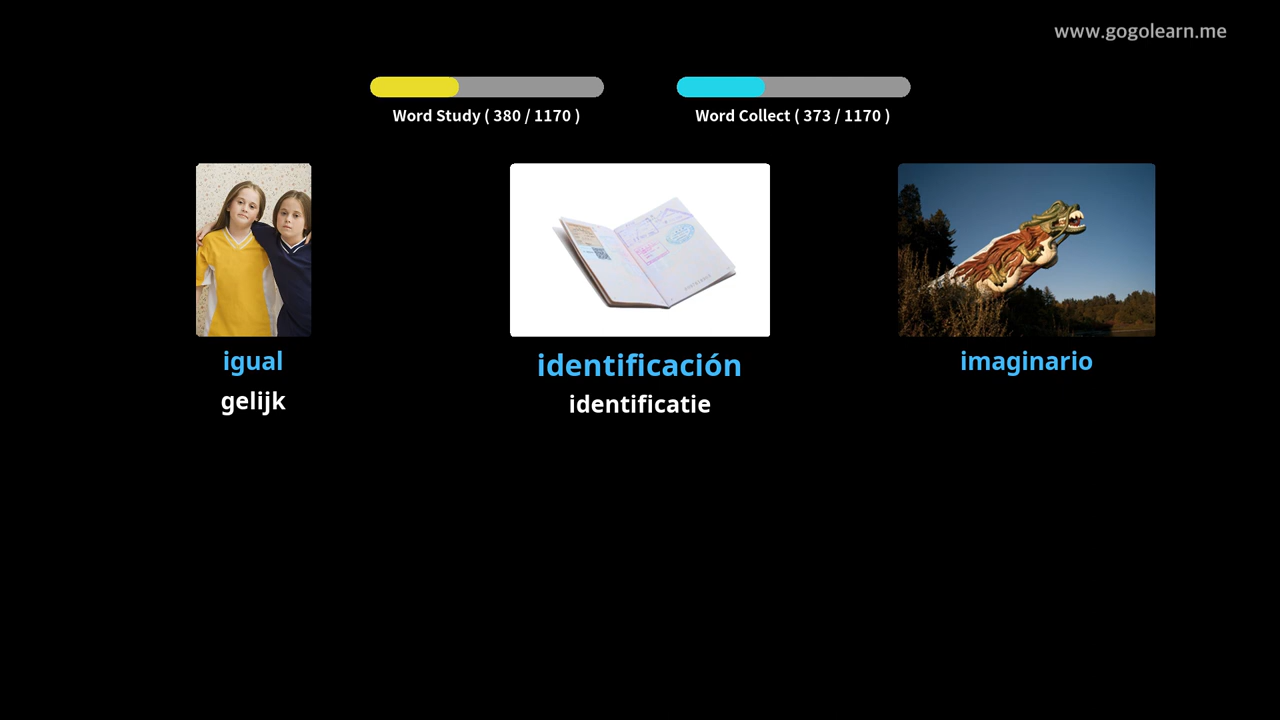 www.gogolearn.me
Word Study ( 380 / 1170 )
Word Collect ( 373 / 1170 )
igual
gelijk
identificación
identificatie
imaginario